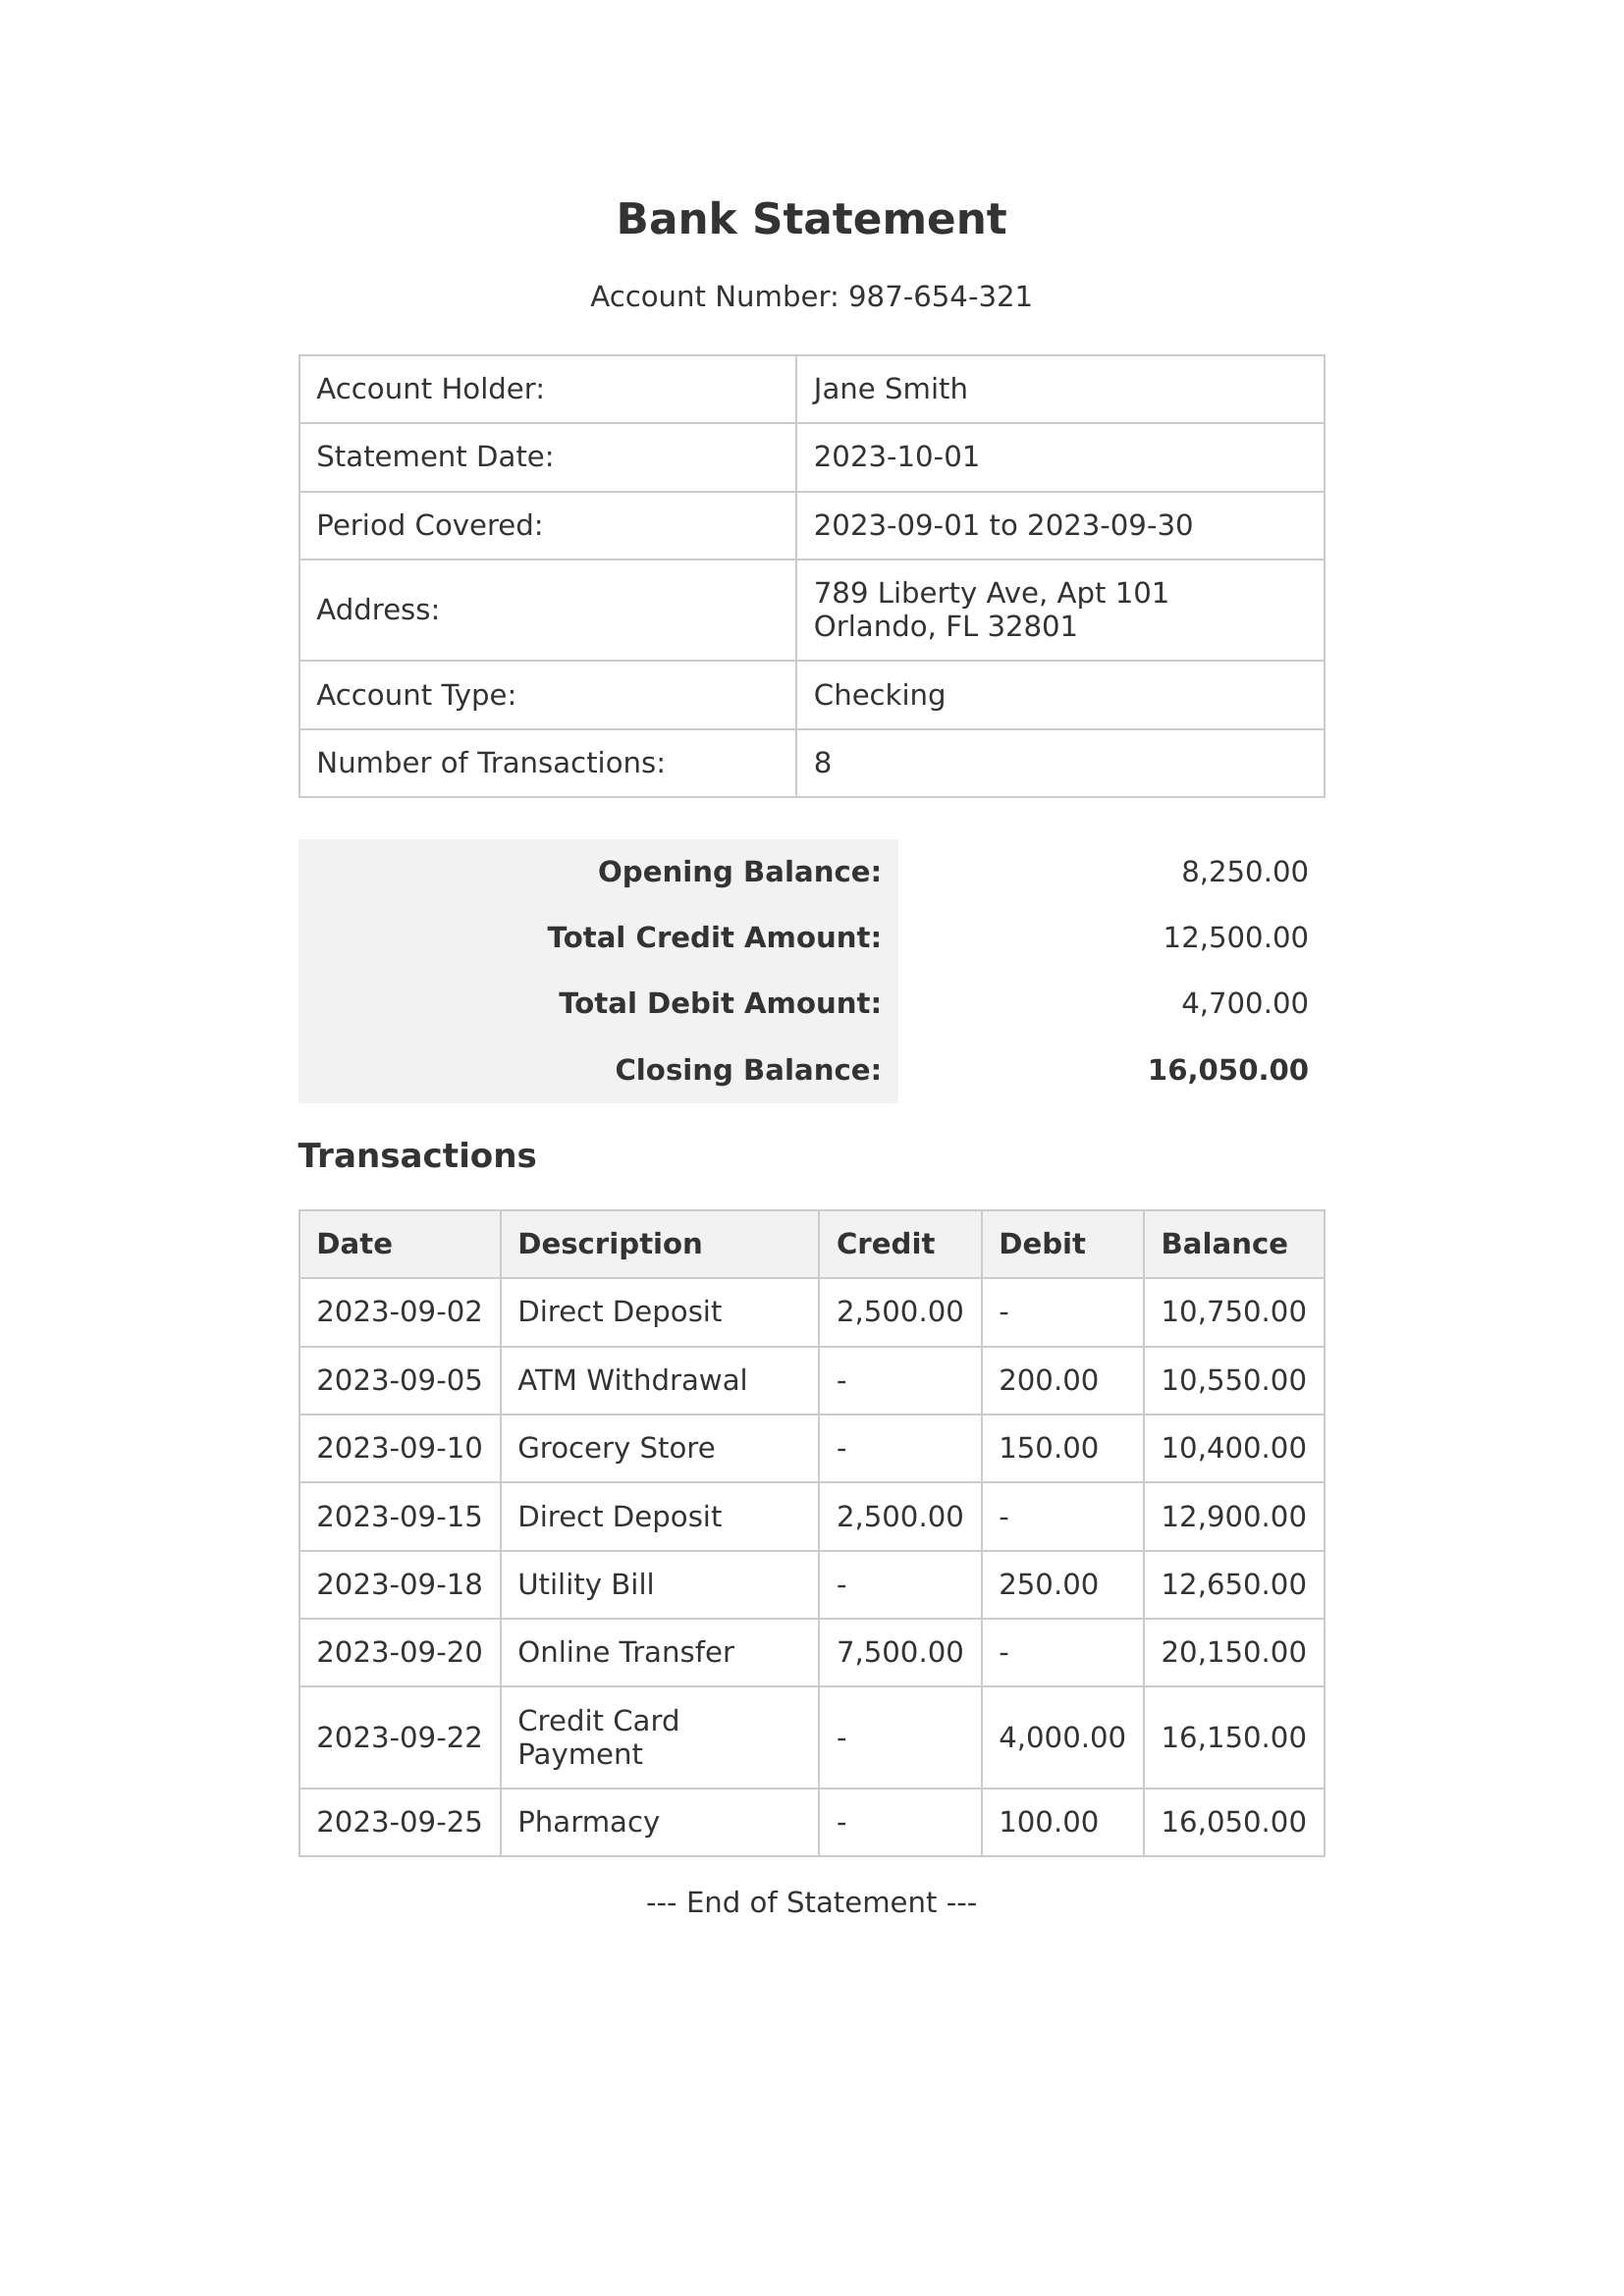 Bank Statement
Account Number: 987-654-321
Account Holder: Jane Smith
Statement Date: 2023-10-01
Period Covered: 2023-09-01 to 2023-09-30
Address: 789 Liberty Ave, Apt 101
Orlando, FL 32801
Account Type: Checking
Number of Transactions: 8
Opening Balance: 8,250.00
Total Credit Amount: 12,500.00
Total Debit Amount: 4,700.00
Closing Balance: 16,050.00
Transactions
Date Description Credit Debit Balance
2023-09-02 Direct Deposit 2,500.00 - 10,750.00
2023-09-05 ATM Withdrawal - 200.00 10,550.00
2023-09-10 Grocery Store - 150.00 10,400.00
2023-09-15 Direct Deposit 2,500.00 - 12,900.00
2023-09-18 Utility Bill - 250.00 12,650.00
2023-09-20 Online Transfer 7,500.00 - 20,150.00
2023-09-22 Credit Card
Payment - 4,000.00 16,150.00
2023-09-25 Pharmacy - 100.00 16,050.00
--- End of Statement ---